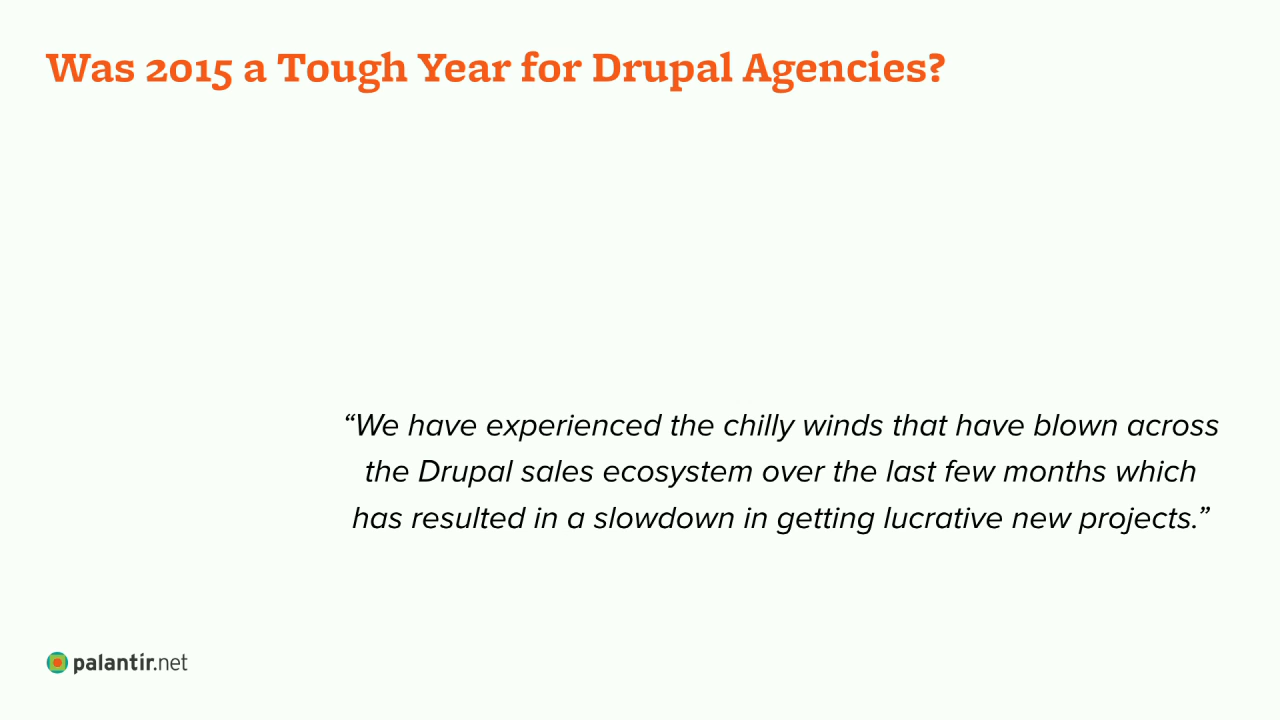 Was 2015 a Tough Year for Drupal Agencies?
“We have experienced the chilly winds that have blown across
the Drupal sales ecosystem over the last few months which
has resulted in a slowdown in getting lucrative new projects.”
palantir.net